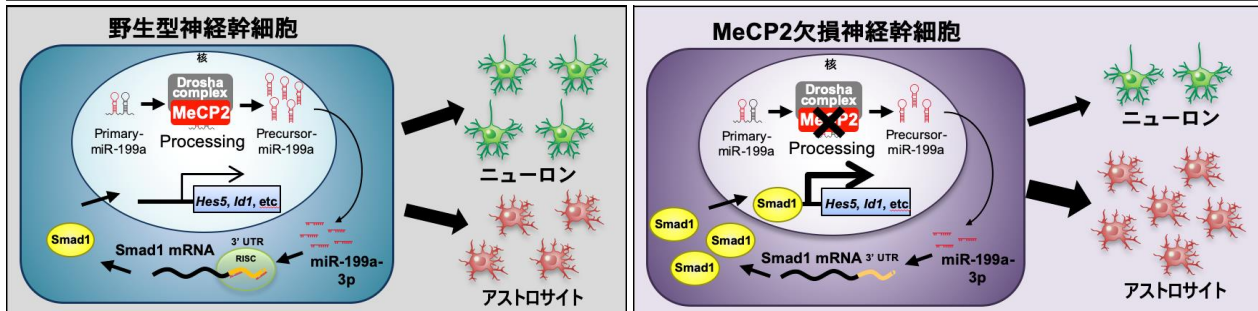 野生型神経幹細胞
核
Drosha
complex
MeCP2
Processing
Primary-
miR-199a
Precursor-
miR-199a
Hes5, Id1, etc
ニューロン
Smad1
Smad1 mRNA
3' UTR
RISC
miR-199a-
3p
アストロサイト
MeCP2欠損神経幹細胞
核
Drosha
complex
MeCP2
Processing
Primary-
miR-199a
Precursor-
miR-199a
Smad1
Hes5, Id1, etc
ニューロン
Smad1
Smad1
Smad1
Smad1 mRNA 3' UTR
miR-199a-
3p
アストロサイト